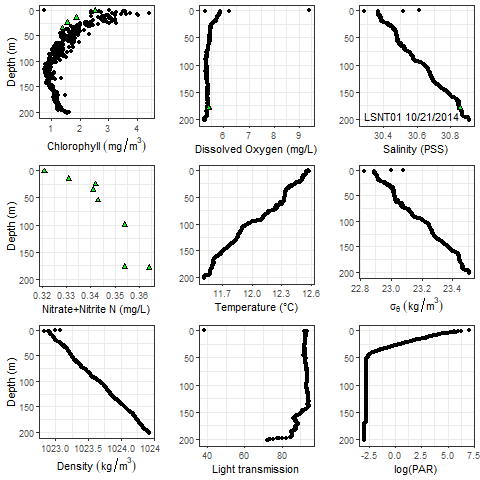 Depth (m)
0
50
100
150
200
1 2 3 4
Chlorophyll (mg/m³)
0
50
100
150
200
6 7 8 9
Dissolved Oxygen (mg/L)
0
50
100
150
200
LSNT01 10/21/2014
30.4 30.6 30.8
Salinity (PSS)
Depth (m)
0
50
100
150
200
0.32 0.33 0.34 0.35 0.36
Nitrate+Nitrite N (mg/L)
0
50
100
150
200
11.7 12.0 12.3 12.6
Temperature (°C)
0
50
100
150
200
22.8 23.0 23.2 23.4
σθ (kg/m³)
Depth (m)
0
50
100
150
200
1023.0 1023.5 1024.0 1024.5
Density (kg/m³)
0
50
100
150
200
40 60 80
Light transmission
0
50
100
150
200
-2.5 0.0 2.5 5.0 7.5
log(PAR)